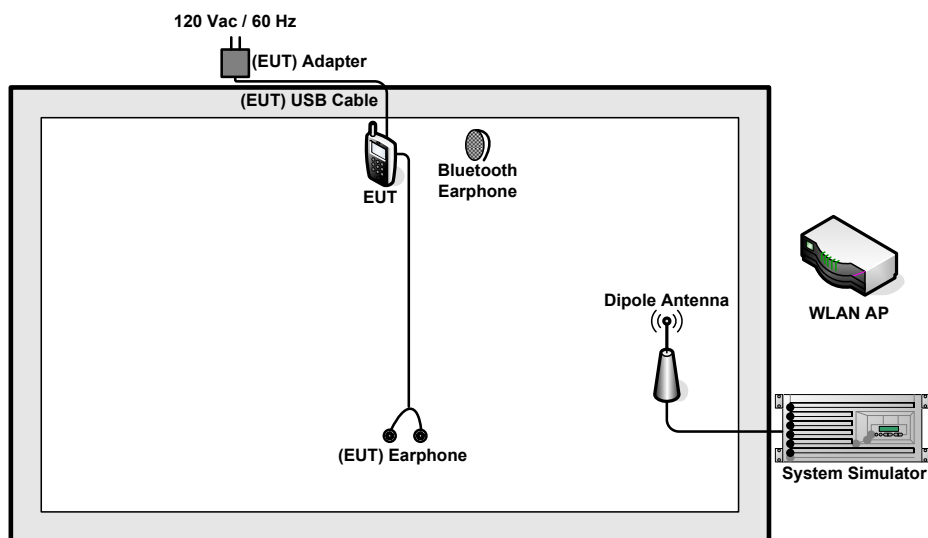 120 Vac / 60 Hz
(EUT) Adapter
(EUT) USB Cable
EUT
Bluetooth
Earphone
Dipole Antenna
WLAN AP
(EUT) Earphone
System Simulator